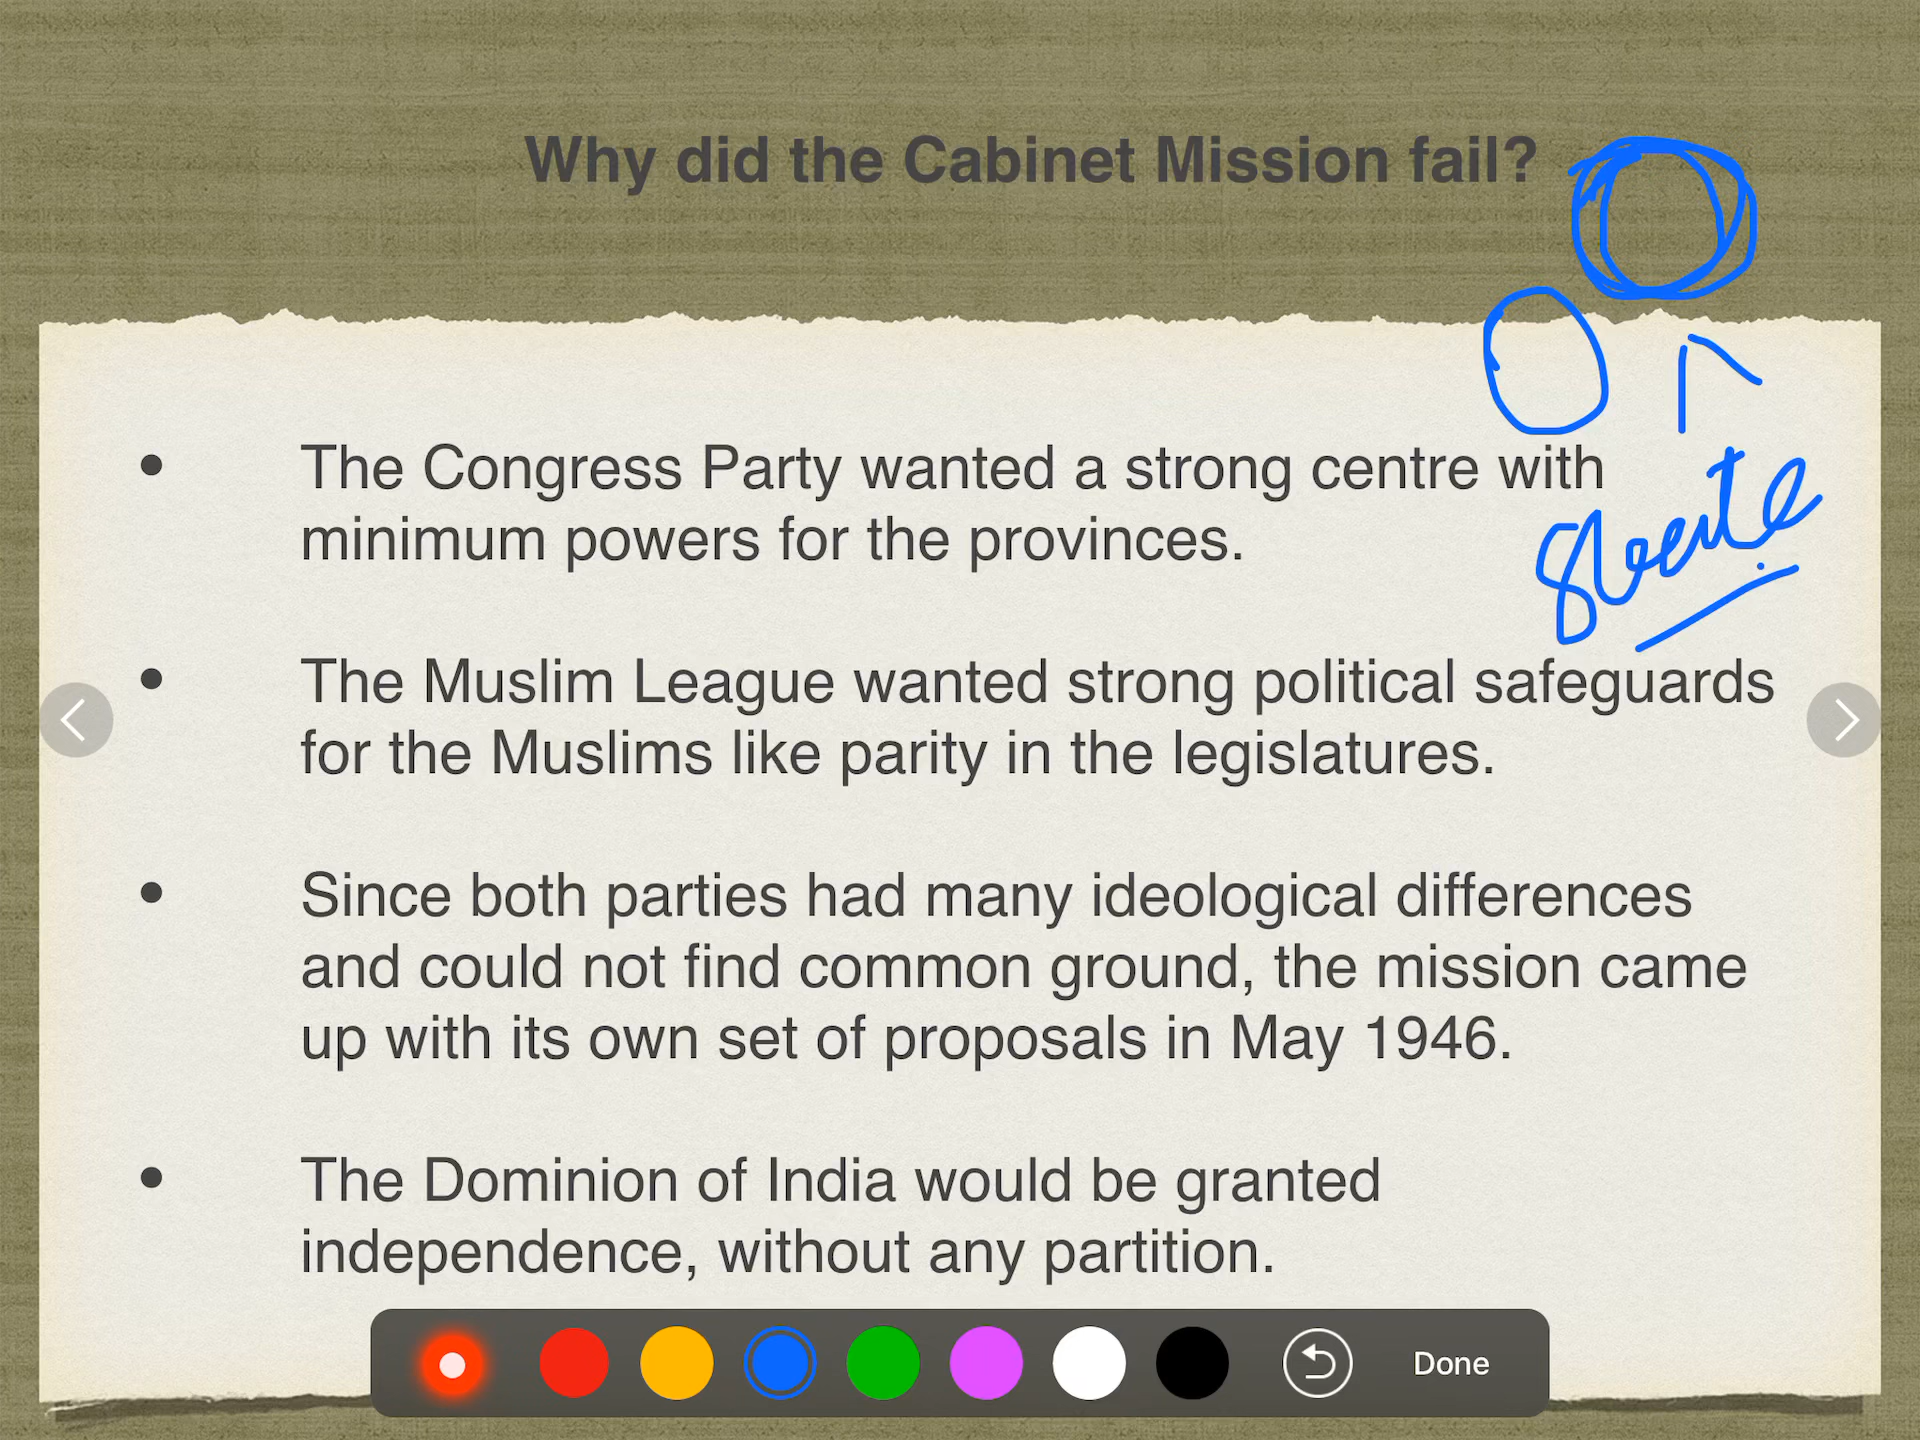 Why did the Cabinet Mission fail?
• The Congress Party wanted a strong centre with
minimum powers for the provinces.
• The Muslim League wanted strong political safeguards
for the Muslims like parity in the legislatures.
• Since both parties had many ideological differences
and could not find common ground, the mission came
up with its own set of proposals in May 1946.
• The Dominion of India would be granted
independence, without any partition.
Done